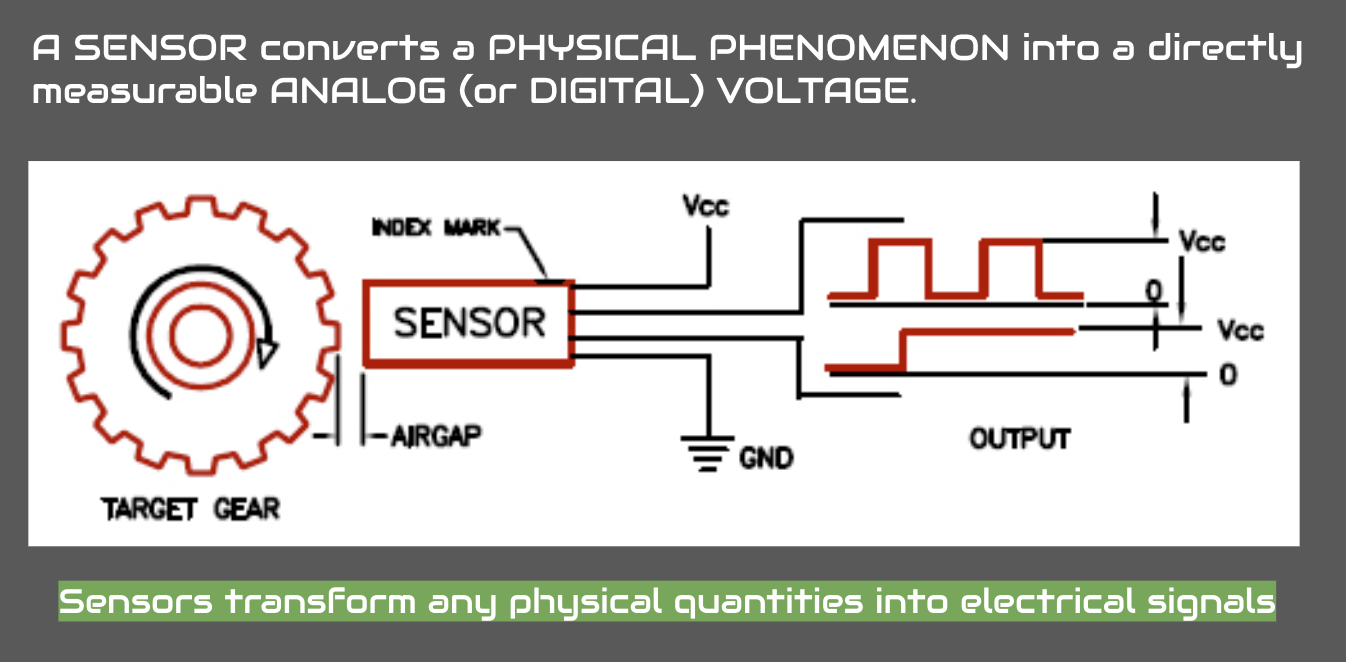 A SENSOR converts a PHYSICAL PHENOMENON into a directly
measurable ANALOG (or DIGITAL) VOLTAGE.
INDEX MARK
Vcc
SENSOR
Vcc
0
Vcc
0
AIRGAP
GND
OUTPUT
TARGET GEAR
Sensors transform any physical quantities into electrical signals